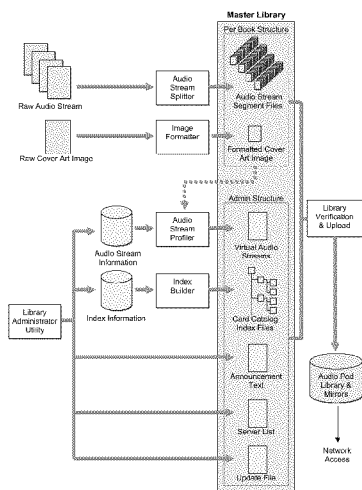 Master Library
Per Book Structure
Raw Audio Stream
Audio
Stream
Splitter
Audio Stream
Segment Files
Raw Cover Art Image
Image
Formatter
Formatted Cover
Art Image
Admin Structure
Library
Verification
& Upload
Audio Stream
Information
Audio
Stream
Profiler
Virtual Audio
Streams
Index Information
Index
Builder
Card Catalog
Index Files
Library
Administrator
Utility
Announcement
Text
Audio Pod
Library &
Mirrors
Server List
Network
Access
Update File